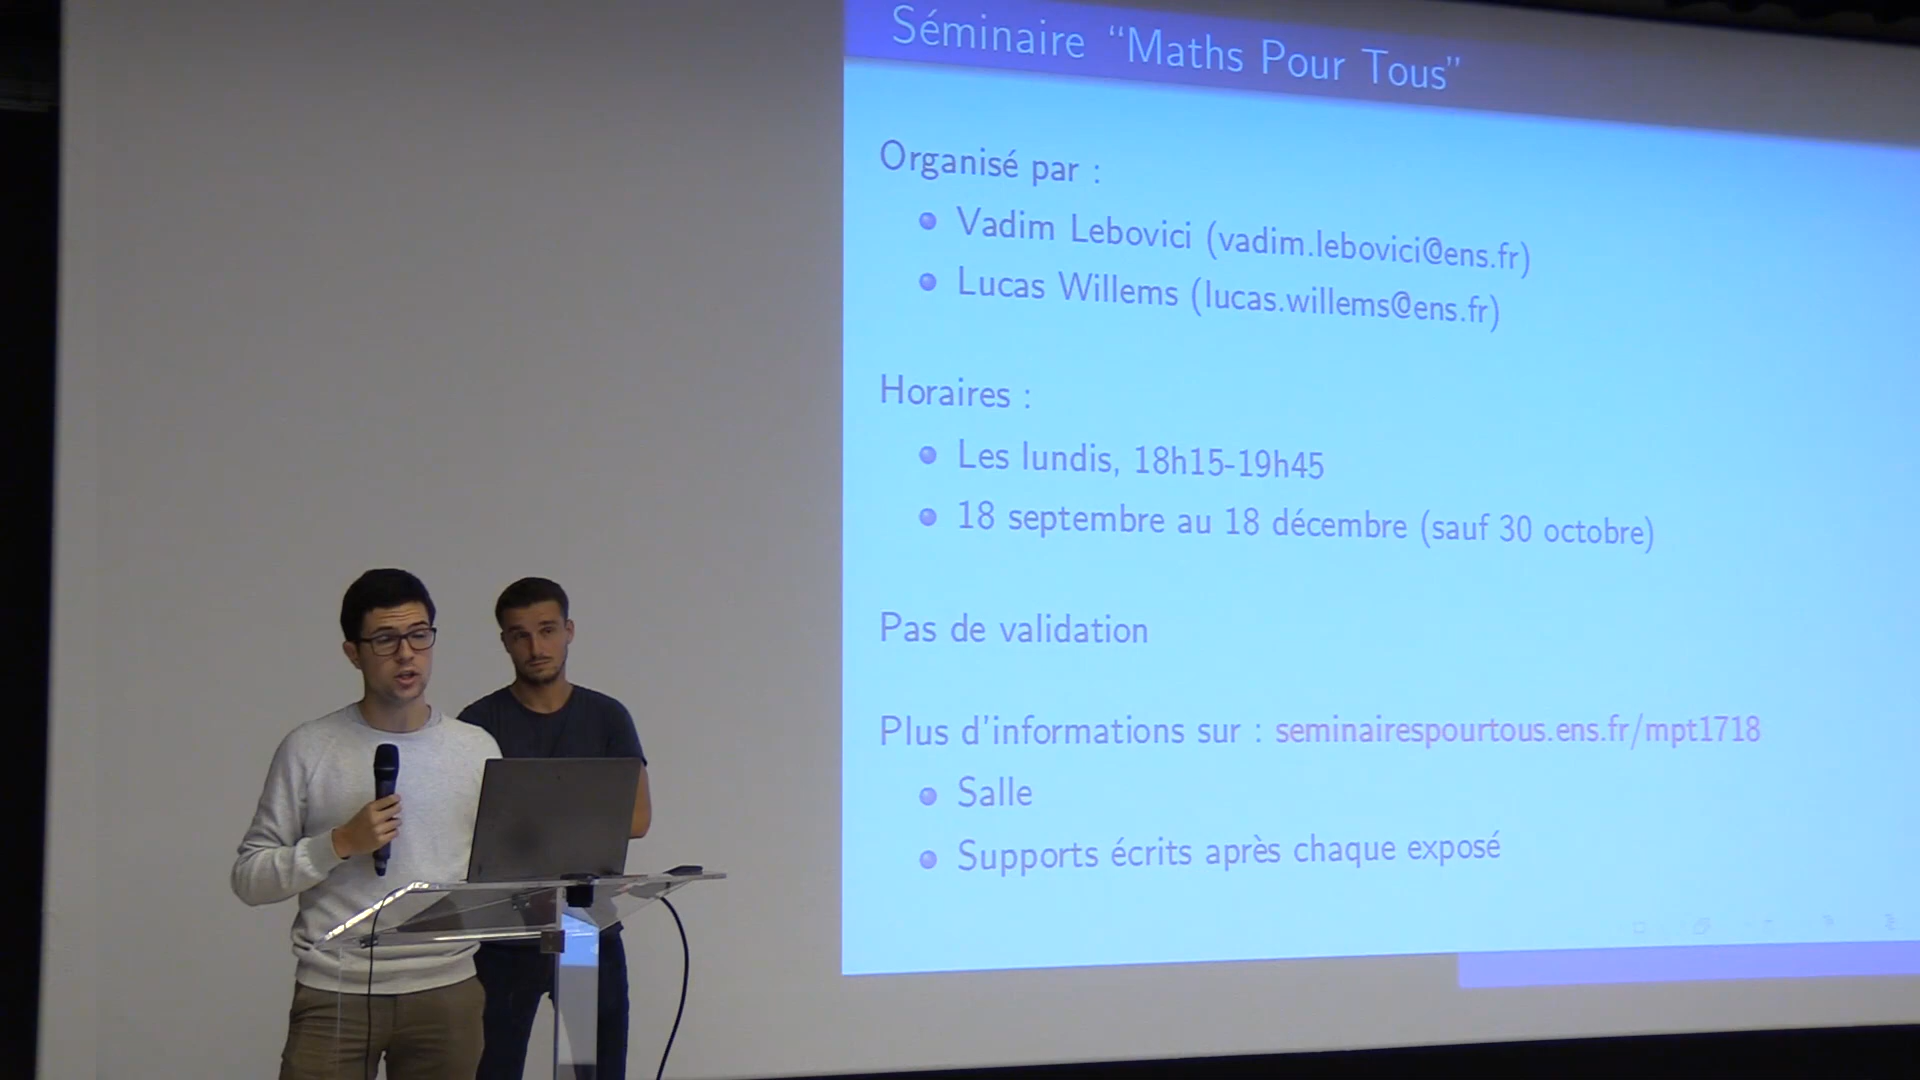 Séminaire “Maths Pour Tous”
Organisé par :
Vadim Lebovici (vadim.lebovici@ens.fr)
Lucas Willems (lucas.willems@ens.fr)
Horaires :
Les lundis, 18h15-19h45
18 septembre au 18 décembre (sauf 30 octobre)
Pas de validation
Plus d'informations sur : seminairespourtous.ens.fr/mpt1718
Salle
Supports écrits après chaque exposé